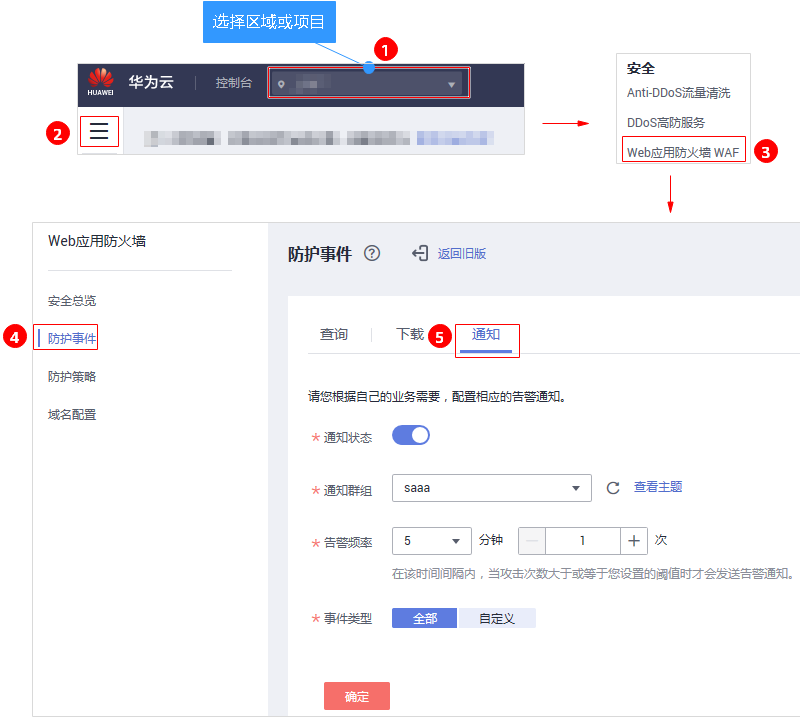 选择区域或项目
1
HUAWEI
华为云
控制台
2
安全
Anti-DDoS流量清洗
DDoS高防服务
Web应用防火墙 WAF
3
Web应用防火墙
安全总览
4
防护事件
防护策略
域名配置
防护事件
?
返回旧版
查询
下载
5
通知
请您根据自己的业务需要，配置相应的告警通知。
* 通知状态
* 通知群组 saaa 查看主题
* 告警频率 5 分钟 － 1 ＋ 次
在该时间间隔内，当攻击次数大于或等于您设置的阈值时才会发送告警通知。
* 事件类型 全部 自定义
确定